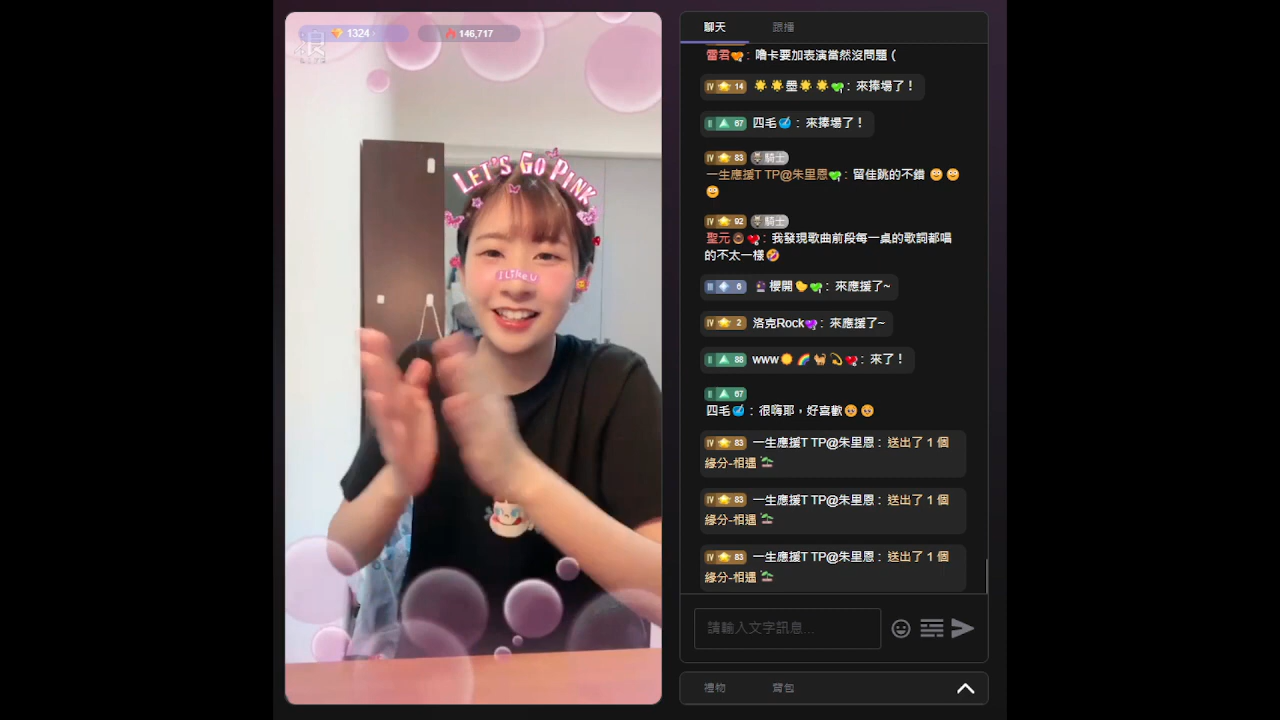 1324
146,717
LET'S GO PINK
I Like U
聊天
跟播
雷君: 嚕卡要加表演當然沒問題 (
IV 14 墨: 來捧場了！
II 67 四毛: 來捧場了！
IV 83 騎士
一生應援T TP@朱里恩: 留佳跳的不錯
IV 92 騎士
聖元: 我發現歌曲前段每一桌的歌詞都唱
的不太一樣
III 6 櫻開: 來應援了~
IV 2 洛克Rock: 來應援了~
II 88 www: 來了！
II 67
四毛: 很嗨耶，好喜歡
IV 83 一生應援T TP@朱里恩: 送出了 1 個
緣分-相遇
IV 83 一生應援T TP@朱里恩: 送出了 1 個
緣分-相遇
IV 83 一生應援T TP@朱里恩: 送出了 1 個
緣分-相遇
請輸入文字訊息...
禮物
背包